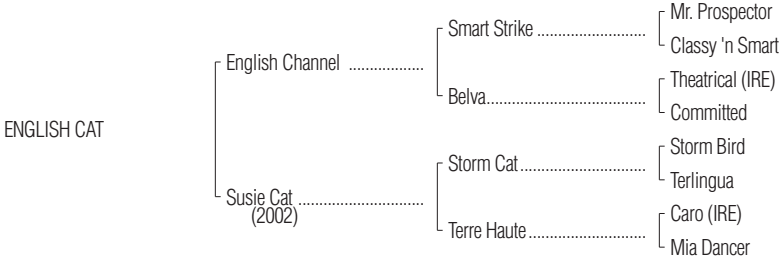 Mr. Prospector
Smart Strike ..........................
Classy 'n Smart
English Channel ..................
Theatrical (IRE)
Belva.......................................
Committed
ENGLISH CAT
Storm Bird
Storm Cat...............................
Terlingua
Susie Cat ..............................
(2002)
Caro (IRE)
Terre Haute............................
Mia Dancer